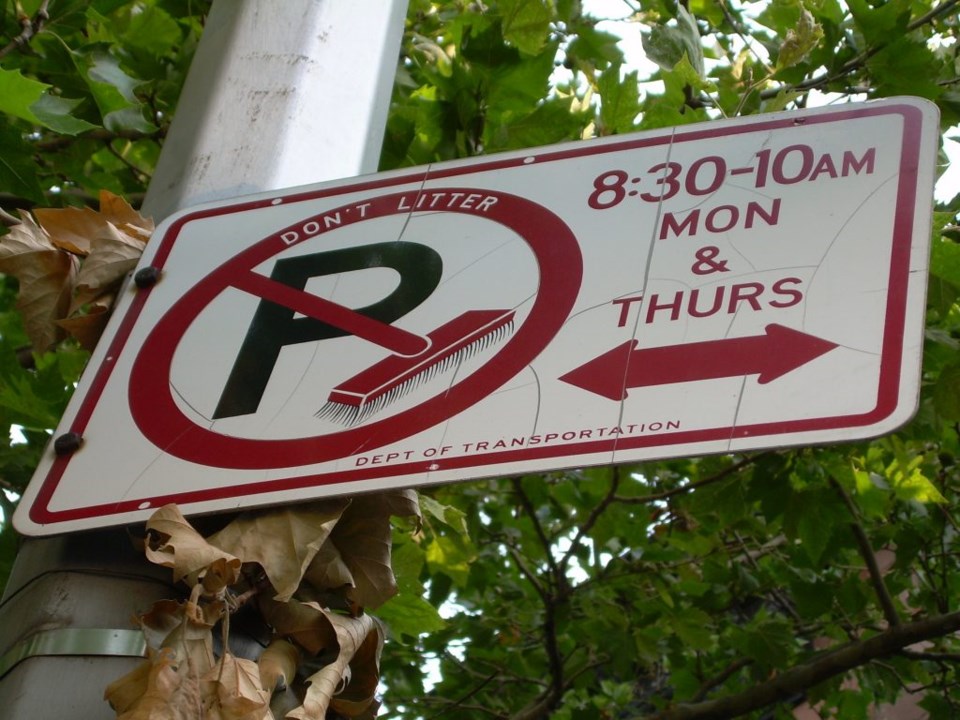 DON'T LITTER
P
8:30-10AM
MON
&
THURS
DEPT OF TRANSPORTATION